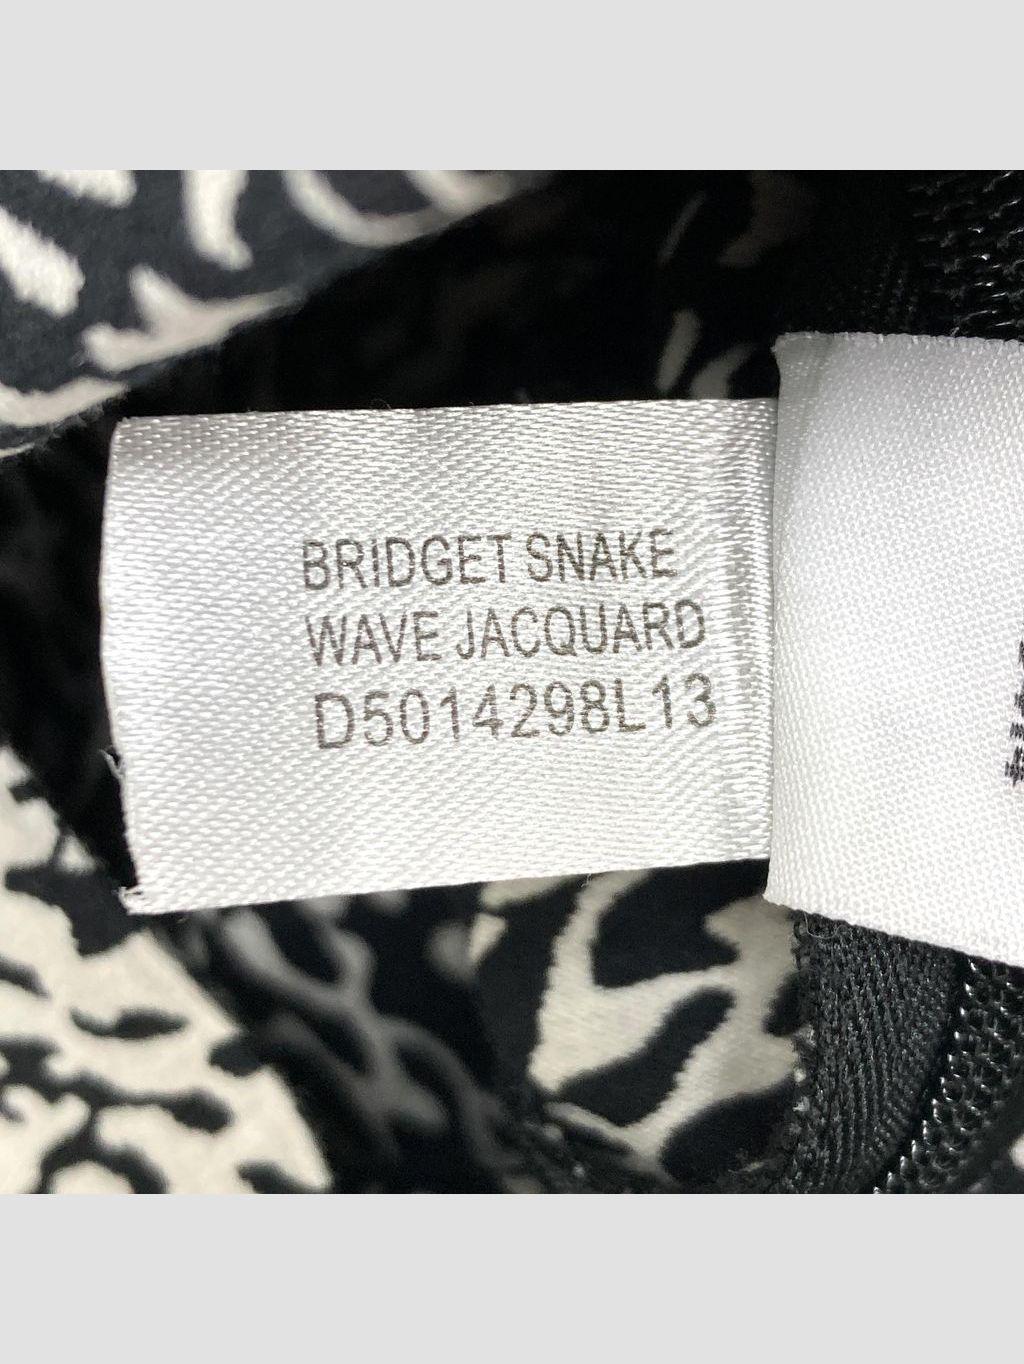 BRIDGET SNAKE
WAVE JACQUARD
D5014298L13